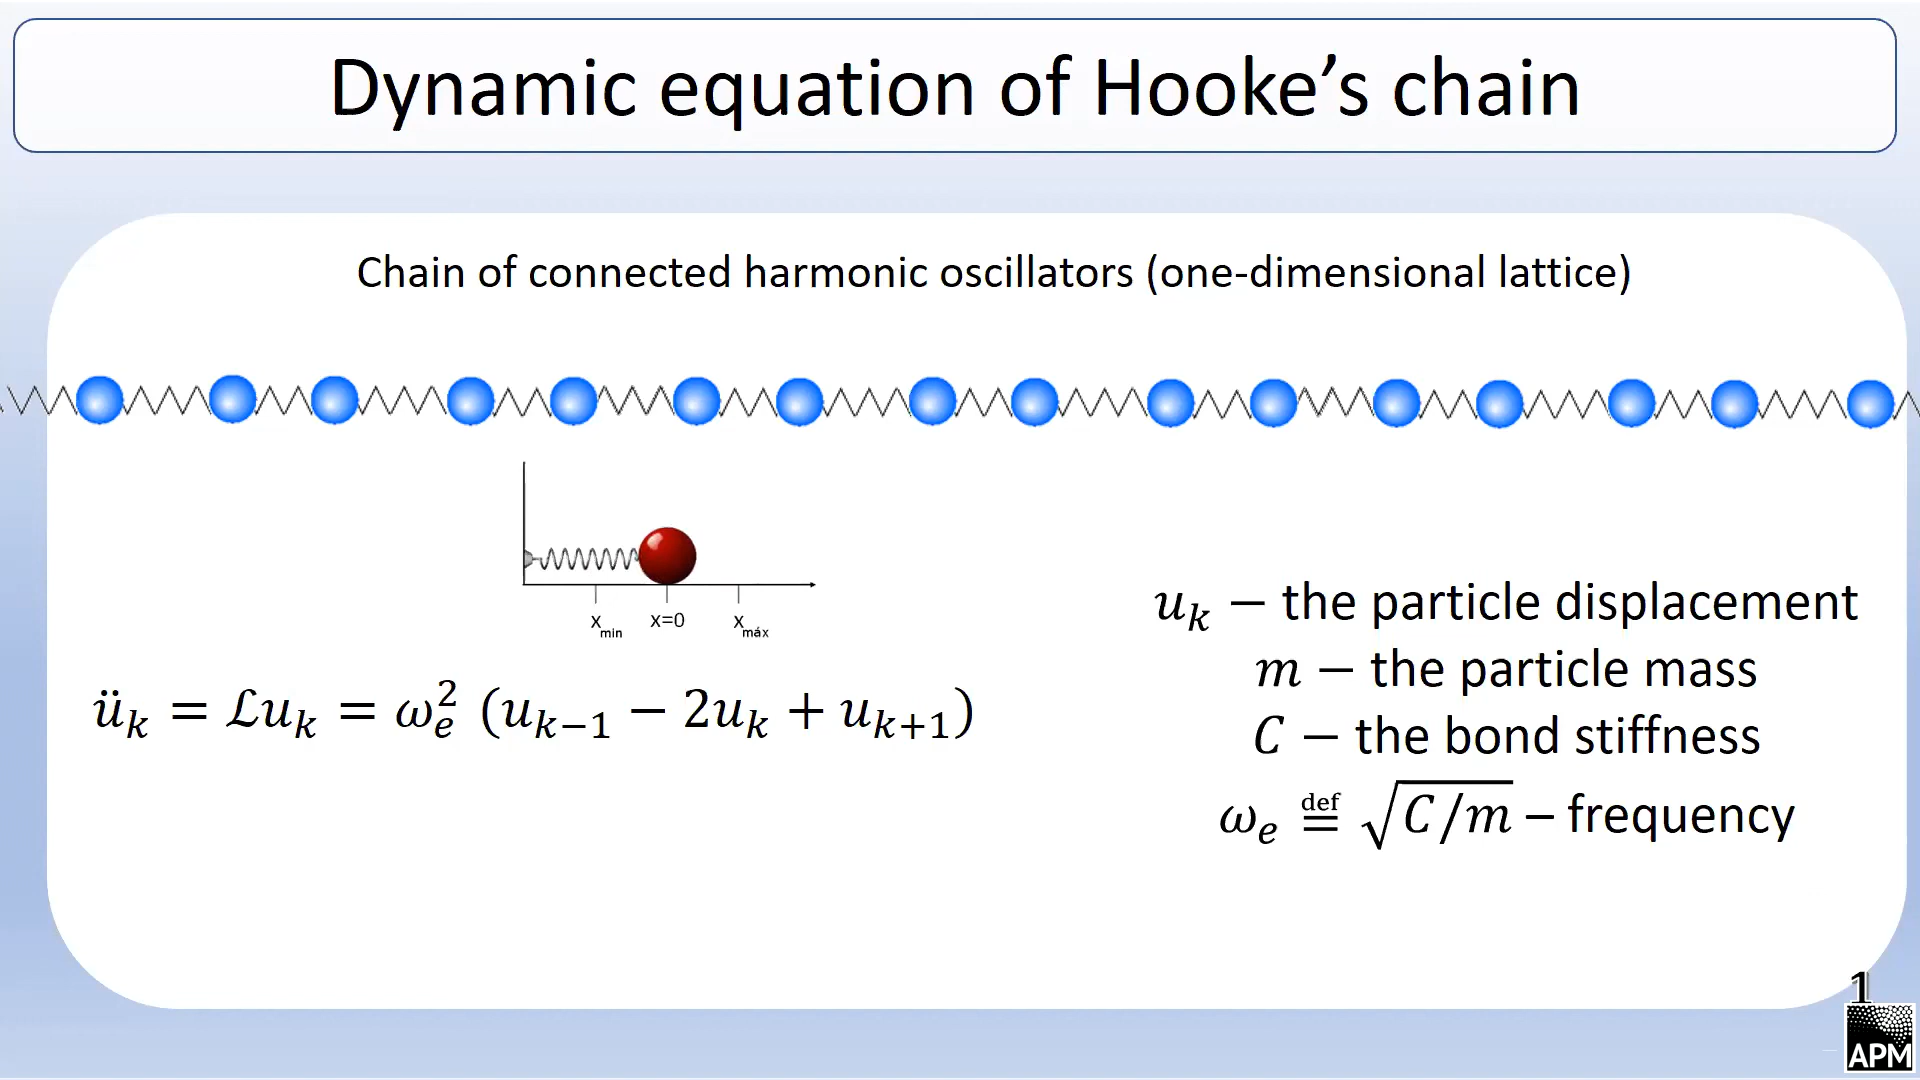 Dynamic equation of Hooke’s chain
Chain of connected harmonic oscillators (one-dimensional lattice)
x_min x=0 x_máx
ü_k = ℒu_k = ω_e^2 (u_{k−1} − 2u_k + u_{k+1})
u_k − the particle displacement
m − the particle mass
C − the bond stiffness
ω_e ≝ √(C/m) – frequency
1
APM